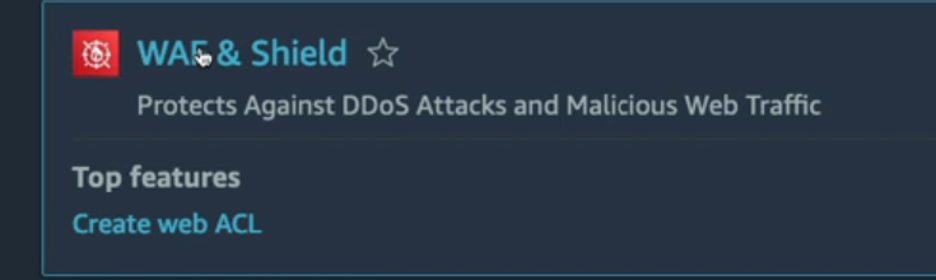 WAF & Shield
Protects Against DDoS Attacks and Malicious Web Traffic
Top features
Create web ACL